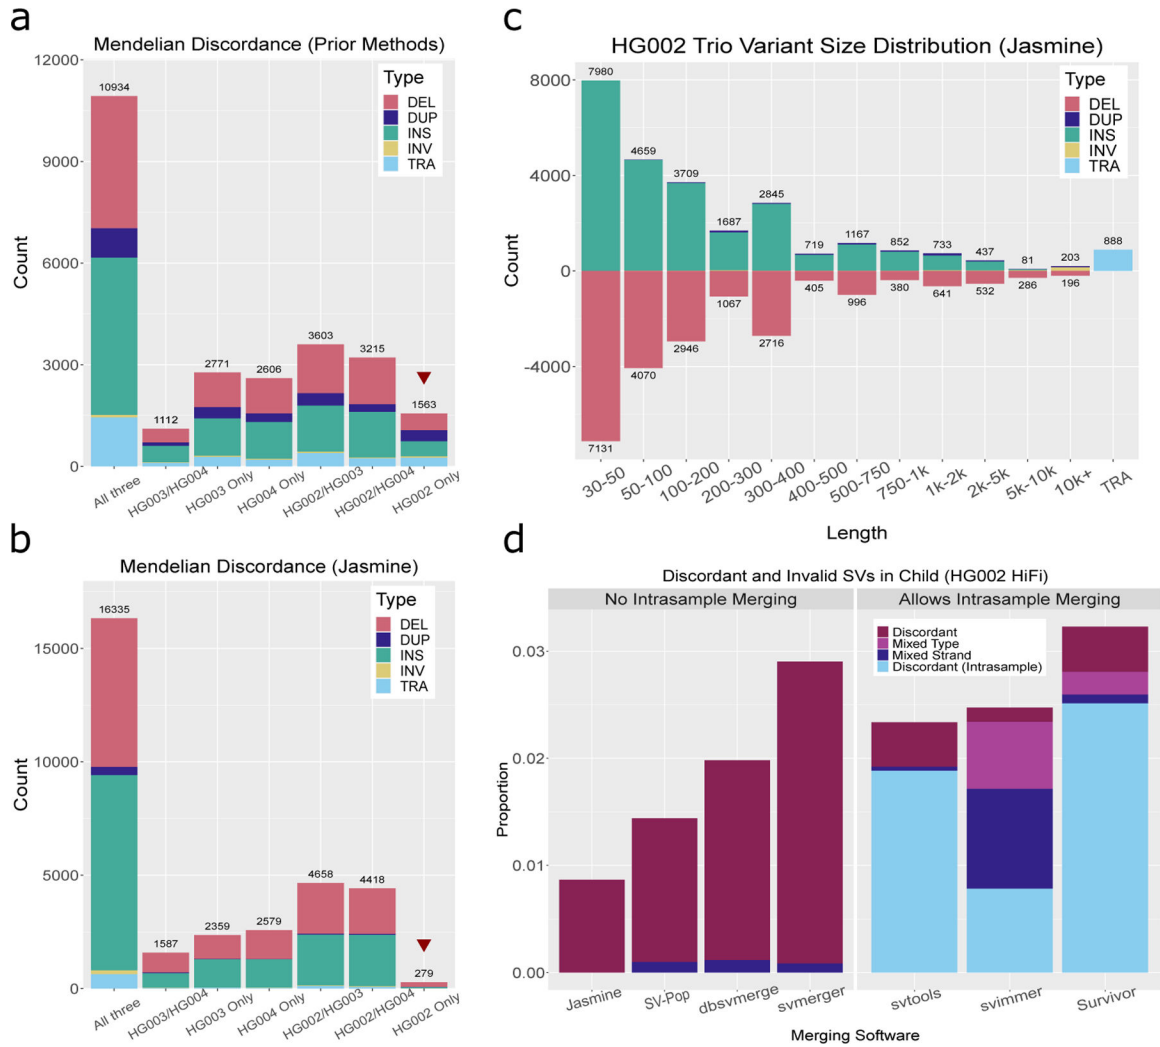 a
Mendelian Discordance (Prior Methods)
12000
9000
6000
3000
0
Count
10934
1112
2771
2606
3603
3215
1563
Type
DEL
DUP
INS
INV
TRA
All three
HG003/HG004
HG003 Only
HG004 Only
HG002/HG003
HG002/HG004
HG002 Only
b
Mendelian Discordance (Jasmine)
15000
10000
5000
0
Count
16335
1587
2359
2579
4658
4418
279
Type
DEL
DUP
INS
INV
TRA
All three
HG003/HG004
HG003 Only
HG004 Only
HG002/HG003
HG002/HG004
HG002 Only
c
HG002 Trio Variant Size Distribution (Jasmine)
8000
4000
0
-4000
Count
7980
4659
3709
1687
2845
719
1167
852
733
437
81
203
888
7131
4070
2946
1067
2716
405
996
380
641
532
286
196
Type
DEL
DUP
INS
INV
TRA
30-50
50-100
100-200
200-300
300-400
400-500
500-750
750-1k
1k-2k
2k-5k
5k-10k
10k+
TRA
Length
d
Discordant and Invalid SVs in Child (HG002 HiFi)
No Intrasample Merging
Allows Intrasample Merging
0.03
0.02
0.01
0.00
Proportion
Discordant
Mixed Type
Mixed Strand
Discordant (Intrasample)
Jasmine
SV-Pop
dbsvmerge
svmerger
svtools
svimmer
Survivor
Merging Software